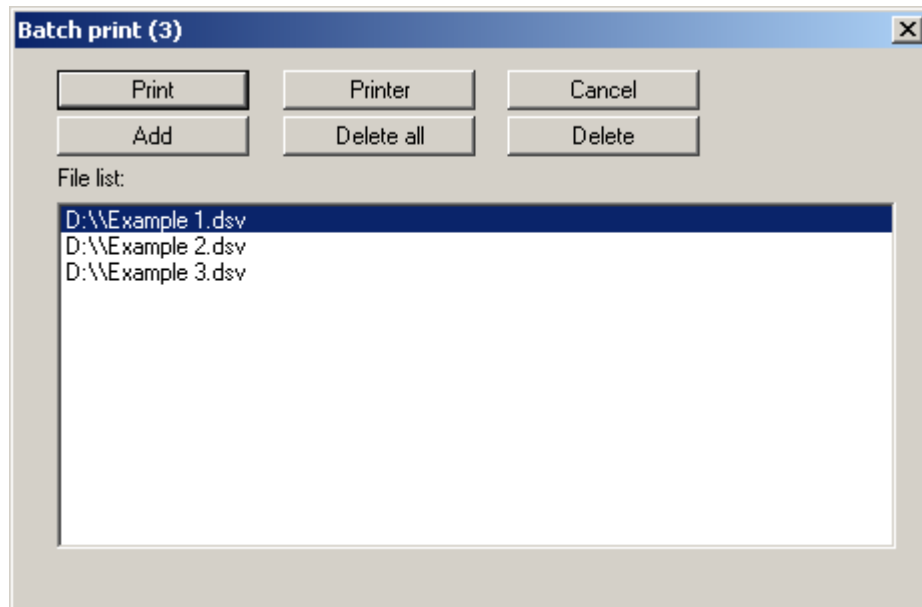 Batch print (3)
Print Printer Cancel
Add Delete all Delete
File list:
D:\\Example 1.dsv
D:\\Example 2.dsv
D:\\Example 3.dsv